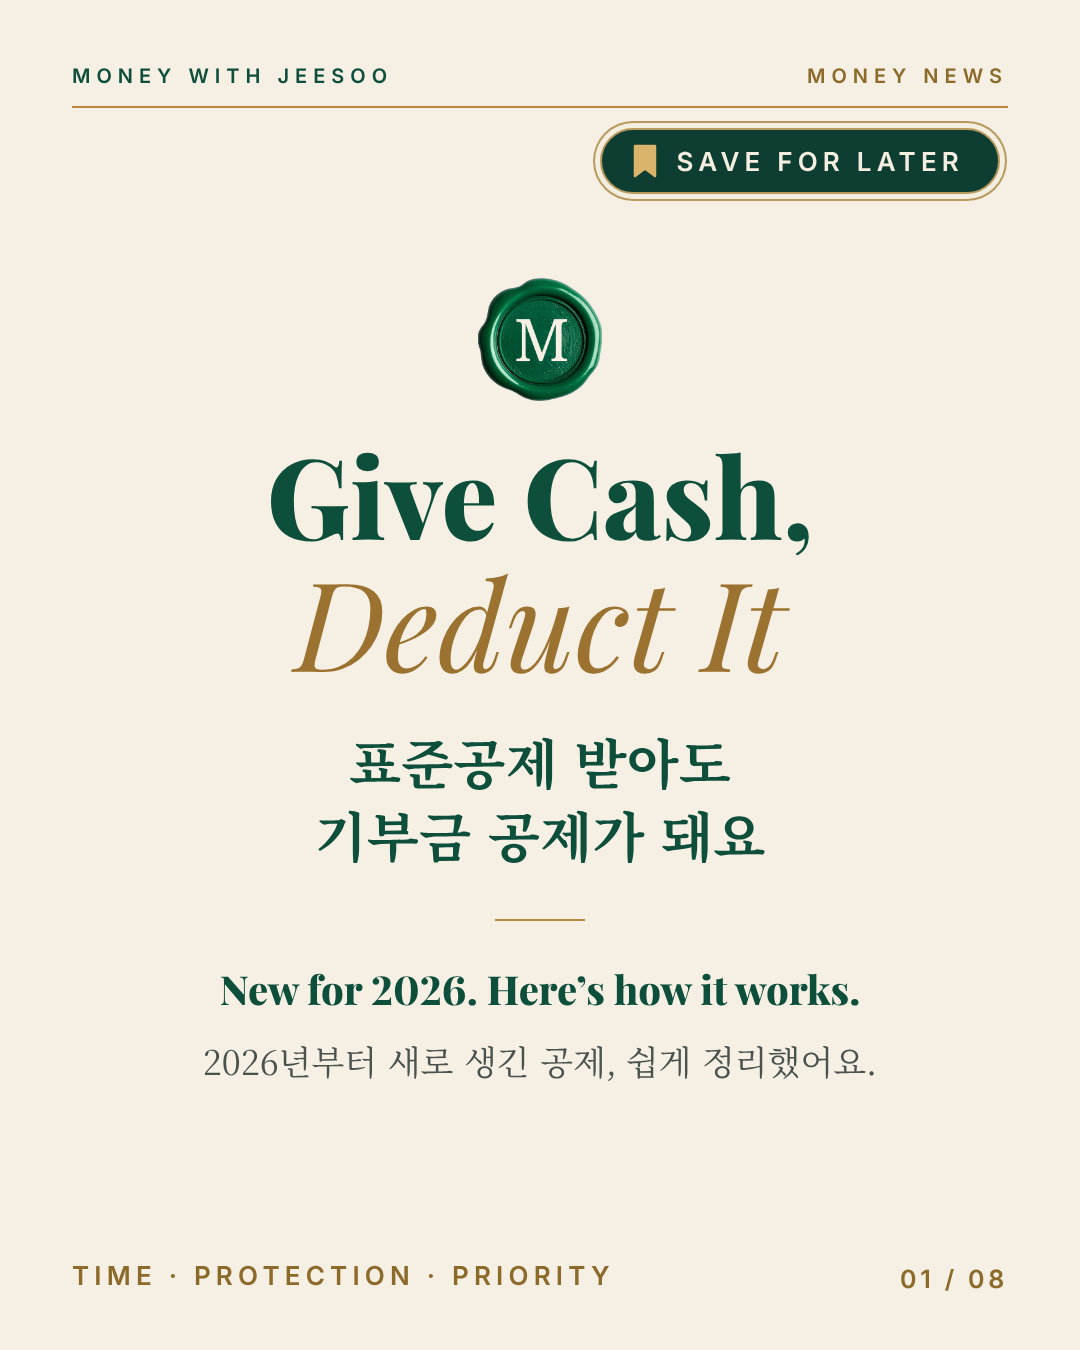 MONEY WITH JEESOO
MONEY NEWS
SAVE FOR LATER
M
Give Cash,
Deduct It
표준공제 받아도
기부금 공제가 돼요
New for 2026. Here’s how it works.
2026년부터 새로 생긴 공제, 쉽게 정리했어요.
TIME · PROTECTION · PRIORITY
01 / 08